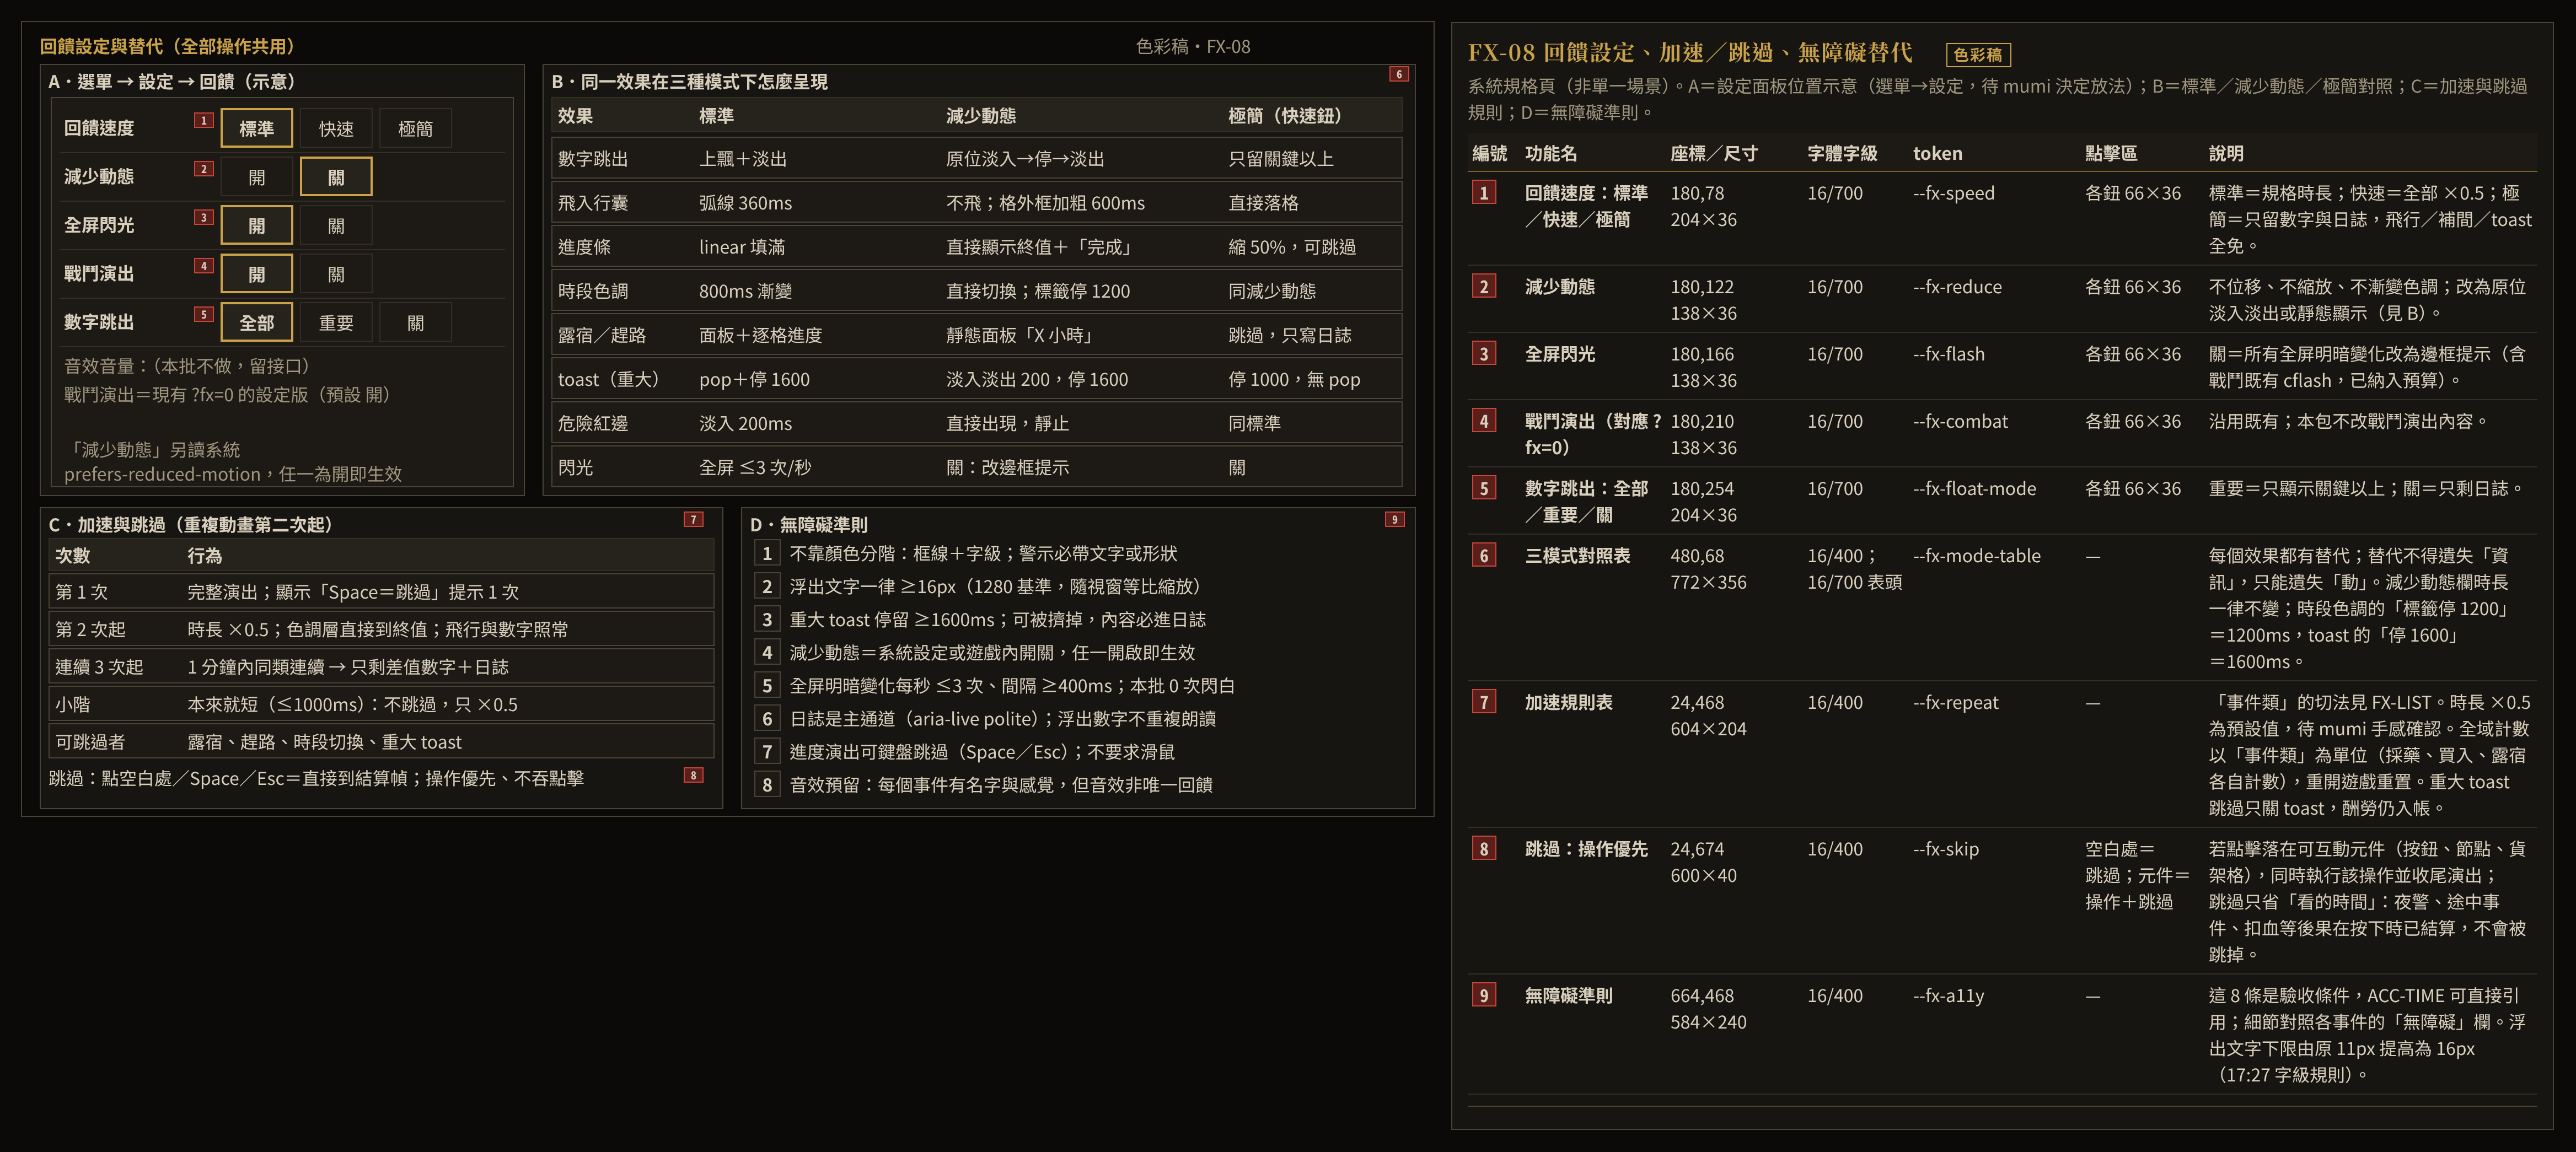 回饋設定與替代（全部操作共用）
色彩稿・FX-08
A・選單 → 設定 → 回饋（示意）
回饋速度 1 標準 快速 極簡
減少動態 2 開 關
全屏閃光 3 開 關
戰鬥演出 4 開 關
數字跳出 5 全部 重要 關
音效音量：（本批不做，留接口）
戰鬥演出＝現有 ?fx=0 的設定版（預設 開）
「減少動態」另讀系統
prefers-reduced-motion，任一為開即生效
B・同一效果在三種模式下怎麼呈現 6
效果 標準 減少動態 極簡（快速鈕）
數字跳出 上飄＋淡出 原位淡入→停→淡出 只留關鍵以上
飛入行囊 弧線 360ms 不飛；格外框加粗 600ms 直接落格
進度條 linear 填滿 直接顯示終值＋「完成」 縮 50%，可跳過
時段色調 800ms 漸變 直接切換；標籤停 1200 同減少動態
露宿／趕路 面板＋逐格進度 靜態面板「X 小時」 跳過，只寫日誌
toast（重大） pop＋停 1600 淡入淡出 200，停 1600 停 1000，無 pop
危險紅邊 淡入 200ms 直接出現，靜止 同標準
閃光 全屏 ≤3 次/秒 關：改邊框提示 關
C・加速與跳過（重複動畫第二次起） 7
次數 行為
第 1 次 完整演出；顯示「Space＝跳過」提示 1 次
第 2 次起 時長 ×0.5；色調層直接到終值；飛行與數字照常
連續 3 次起 1 分鐘內同類連續 → 只剩差值數字＋日誌
小階 本來就短（≤1000ms）：不跳過，只 ×0.5
可跳過者 露宿、趕路、時段切換、重大 toast
跳過：點空白處／Space／Esc＝直接到結算幀；操作優先、不吞點擊 8
D・無障礙準則 9
1 不靠顏色分階：框線＋字級；警示必帶文字或形狀
2 浮出文字一律 ≥16px（1280 基準，隨視窗等比縮放）
3 重大 toast 停留 ≥1600ms；可被擠掉，內容必進日誌
4 減少動態＝系統設定或遊戲內開關，任一開啟即生效
5 全屏明暗變化每秒 ≤3 次、間隔 ≥400ms；本批 0 次閃白
6 日誌是主通道（aria-live polite）；浮出數字不重複朗讀
7 進度演出可鍵盤跳過（Space／Esc）；不要求滑鼠
8 音效預留：每個事件有名字與感覺，但音效非唯一回饋
FX-08 回饋設定、加速／跳過、無障礙替代 色彩稿
系統規格頁（非單一場景）。A＝設定面板位置示意（選單→設定，待 mumi 決定放法）；B＝標準／減少動態／極簡對照；C＝加速與跳過
規則；D＝無障礙準則。
編號 功能名 座標／尺寸 字體字級 token 點擊區 說明
1 回饋速度：標準 180,78 16/700 --fx-speed 各鈕 66×36 標準＝規格時長；快速＝全部 ×0.5；極
／快速／極簡 204×36 簡＝只留數字與日誌，飛行／補間／toast
全免。
2 減少動態 180,122 16/700 --fx-reduce 各鈕 66×36 不位移、不縮放、不漸變色調；改為原位
138×36 淡入淡出或靜態顯示（見 B）。
3 全屏閃光 180,166 16/700 --fx-flash 各鈕 66×36 關＝所有全屏明暗變化改為邊框提示（含
138×36 戰鬥既有 cflash，已納入預算）。
4 戰鬥演出（對應 ? 180,210 16/700 --fx-combat 各鈕 66×36 沿用既有；本包不改戰鬥演出內容。
fx=0） 138×36
5 數字跳出：全部 180,254 16/700 --fx-float-mode 各鈕 66×36 重要＝只顯示關鍵以上；關＝只剩日誌。
／重要／關 204×36
6 三模式對照表 480,68 16/400； --fx-mode-table — 每個效果都有替代；替代不得遺失「資
772×356 16/700 表頭 訊」，只能遺失「動」。減少動態欄時長
一律不變；時段色調的「標籤停 1200」
＝1200ms，toast 的「停 1600」
＝1600ms。
7 加速規則表 24,468 16/400 --fx-repeat — 「事件類」的切法見 FX-LIST。時長 ×0.5
604×204 為預設值，待 mumi 手感確認。全域計數
以「事件類」為單位（採藥、買入、露宿
各自計數），重開遊戲重置。重大 toast
跳過只關 toast，酬勞仍入帳。
8 跳過：操作優先 24,674 16/400 --fx-skip 空白處＝ 若點擊落在可互動元件（按鈕、節點、貨
600×40 跳過；元件＝ 架格），同時執行該操作並收尾演出；
操作＋跳過 跳過只省「看的時間」：夜警、途中事
件、扣血等後果在按下時已結算，不會被
跳掉。
9 無障礙準則 664,468 16/400 --fx-a11y — 這 8 條是驗收條件，ACC-TIME 可直接引
584×240 用；細節對照各事件的「無障礙」欄。浮
出文字下限由原 11px 提高為 16px
（17:27 字級規則）。